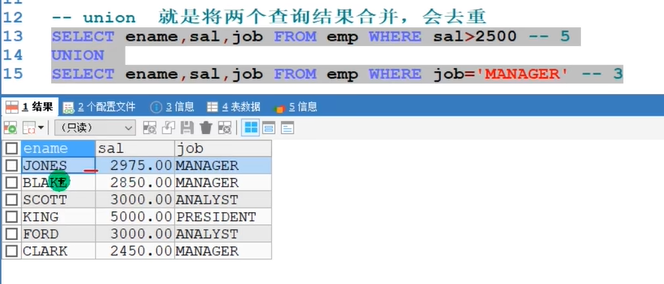 11
12 -- union 就是将两个查询结果合并，会去重
13 SELECT ename,sal,job FROM emp WHERE sal>2500 -- 5
14 UNION
15 SELECT ename,sal,job FROM emp WHERE job='MANAGER' -- 3
1 结果 2 个配置文件 3 信息 4 表数据 5 信息
（只读）
ename sal job
JONES 2975.00 MANAGER
BLAKE 2850.00 MANAGER
SCOTT 3000.00 ANALYST
KING 5000.00 PRESIDENT
FORD 3000.00 ANALYST
CLARK 2450.00 MANAGER